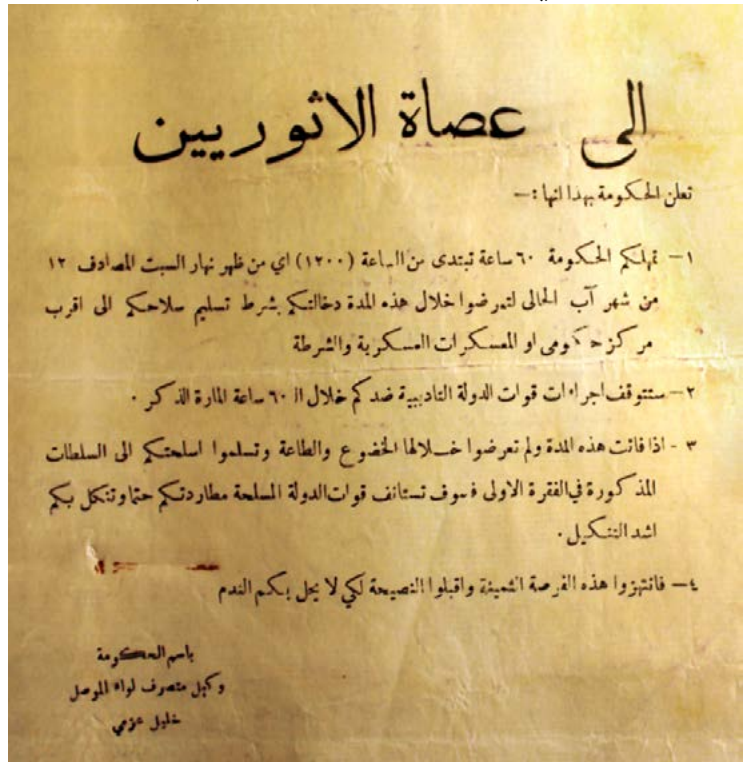 الى عصاة الاثوريين
تعلن الحكومة بهذا انها :-
١- تمهلكم الحكومة ٦٠ ساعة تبتدى من الساعة (١٢٠٠) اي من ظهر نهار السبت المصادف ١٢
من شهر آب الحالى لتعرضوا خلال هذه المدة دخالتكم بشرط تسليم سلاحكم الى اقرب
مركز حكومى او المعسكرات العسكرية والشرطة
٢- ستتوقف اجراءات قوات الدولة التاديبية ضدكم خلال الـ ٦٠ ساعة المارة الذكر .
٣ - اذا فاتت هذه المدة ولم تعرضوا خلالها الخضوع والطاعة وتسلموا اسلحتكم الى السلطات
المذكورة في الفقرة الاولى فسوف تستانف قوات الدولة المسلحة مطاردتكم حتما وتنكل بكم
اشد التنكيل .
٤- فانتهزوا هذه الفرصة الثمينة واقبلوا النصيحة لكي لا يحل بكم الندم
باسم الحكومة
وكيل متصرف لواء الموصل
خليل عزمي